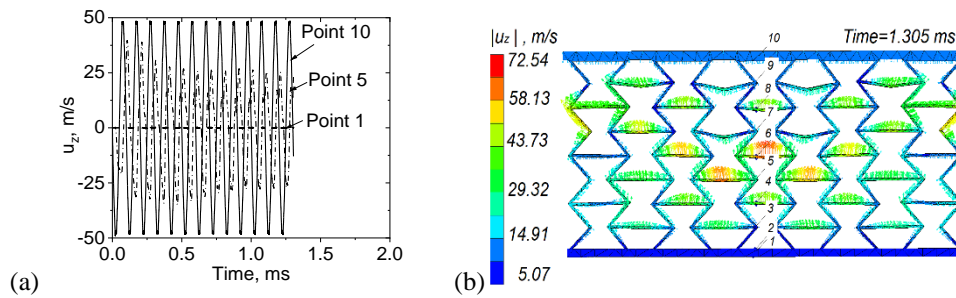 (a)
u_z, m/s
50
25
0
-25
-50
0.0 0.5 1.0 1.5 2.0
Time, ms
Point 10
Point 5
Point 1
(b)
|u_z| , m/s
72.54
58.13
43.73
29.32
14.91
5.07
Time=1.305 ms
10
9
8
7
6
5
4
3
2
1